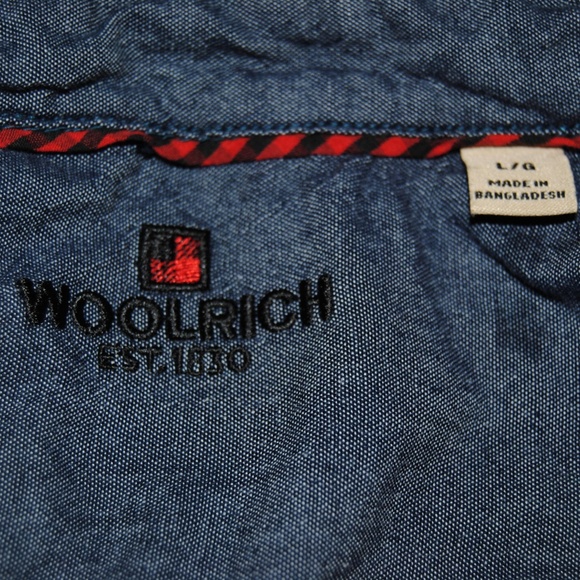 L/G
MADE IN
BANGLADESH
WOOLRICH
EST. 1830